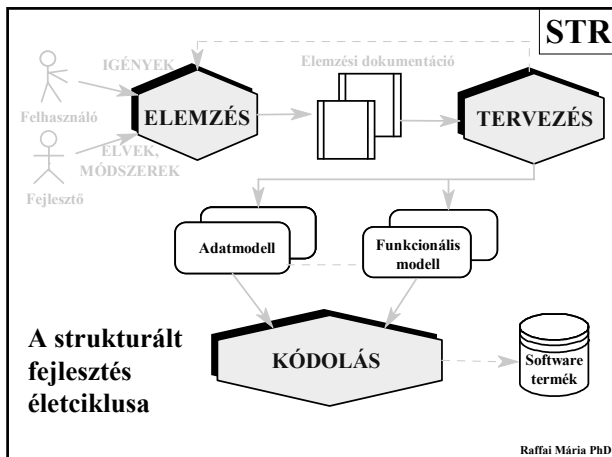 STR
IGÉNYEK
Elemzési dokumentáció
Felhasználó
ELEMZÉS
TERVEZÉS
ELVEK,
MÓDSZEREK
Fejlesztő
Adatmodell
Funkcionális
modell
A strukturált
fejlesztés
életciklusa
KÓDOLÁS
Software
termék
Raffai Mária PhD